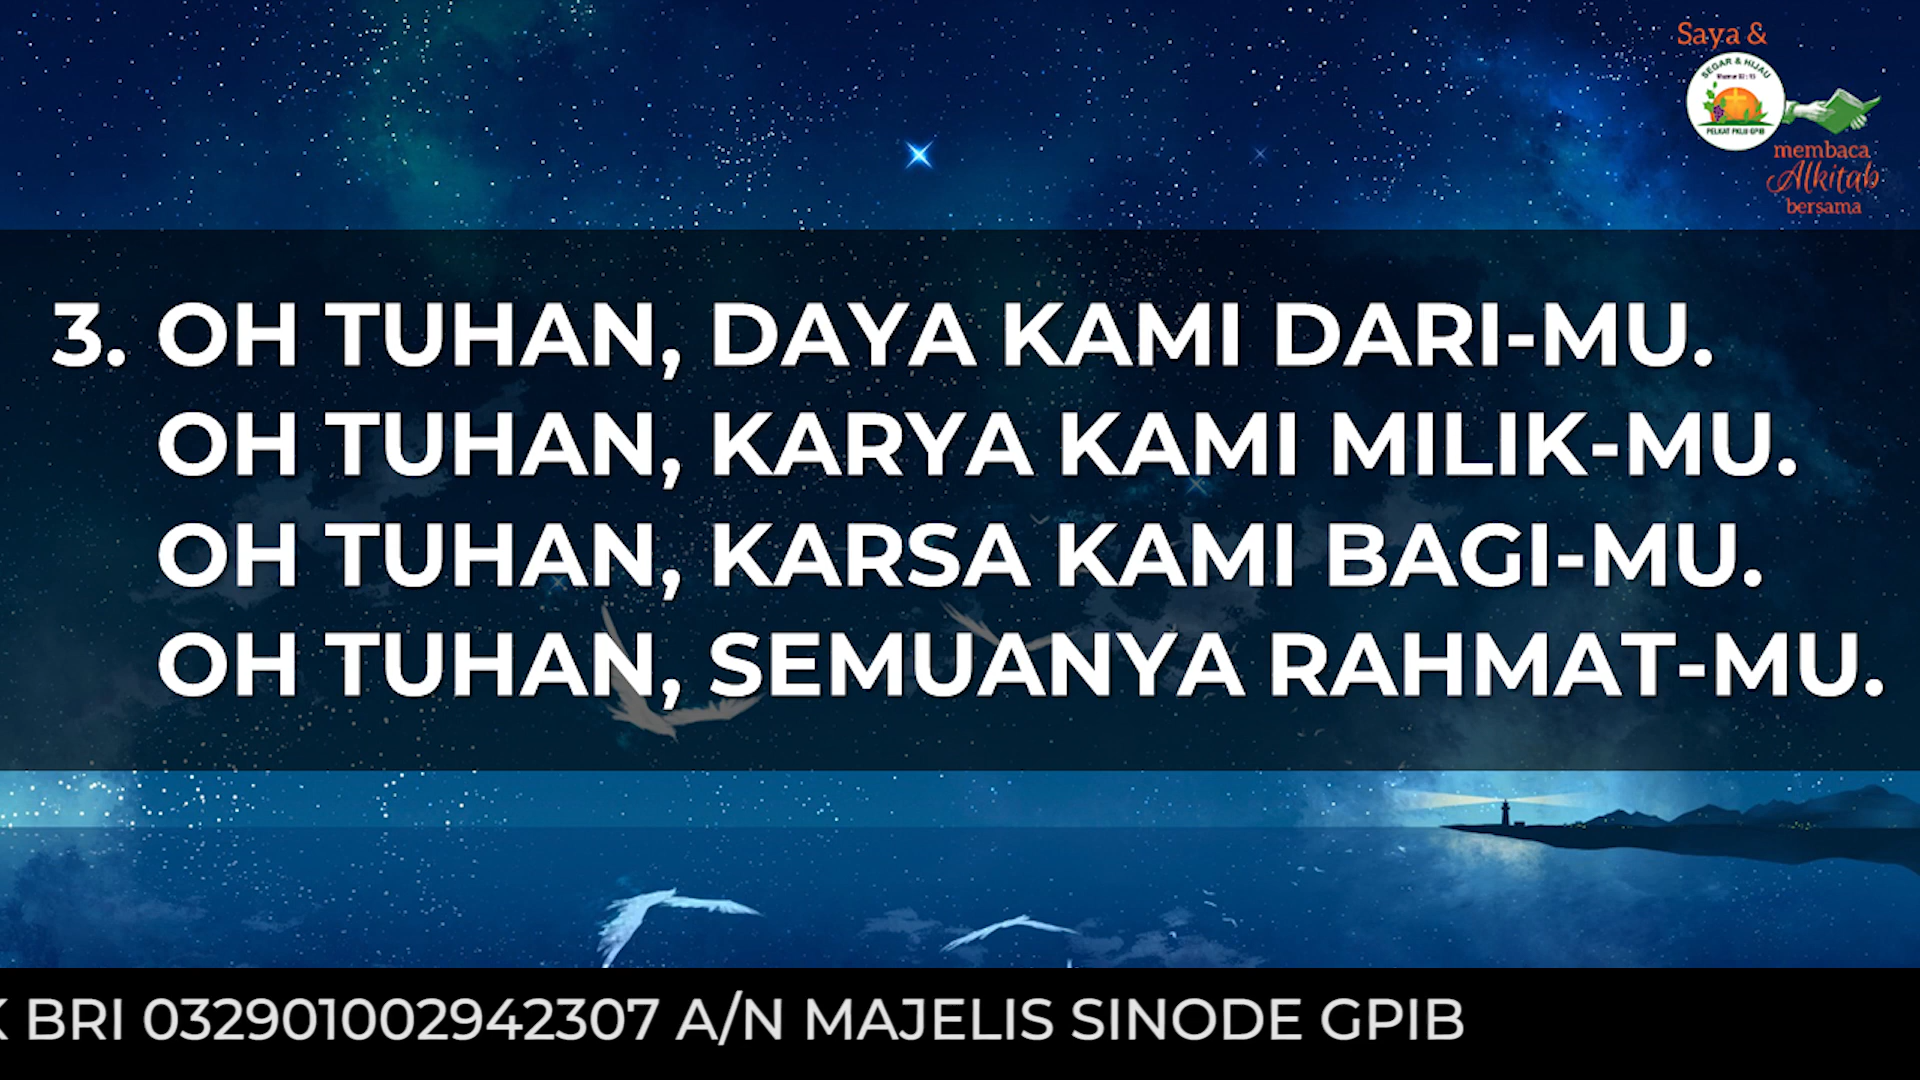 Saya &
SEGAR & HIJAU
PELKAT PKLU GPIB
membaca
Alkitab
bersama
3. OH TUHAN, DAYA KAMI DARI-MU.
OH TUHAN, KARYA KAMI MILIK-MU.
OH TUHAN, KARSA KAMI BAGI-MU.
OH TUHAN, SEMUANYA RAHMAT-MU.
BRI 032901002942307 A/N MAJELIS SINODE GPIB